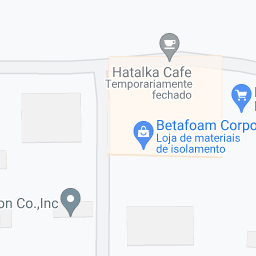 Hatalka Cafe
Temporariamente
fechado
Betafoam Corpo
Loja de materiais
de isolamento
on Co.,Inc